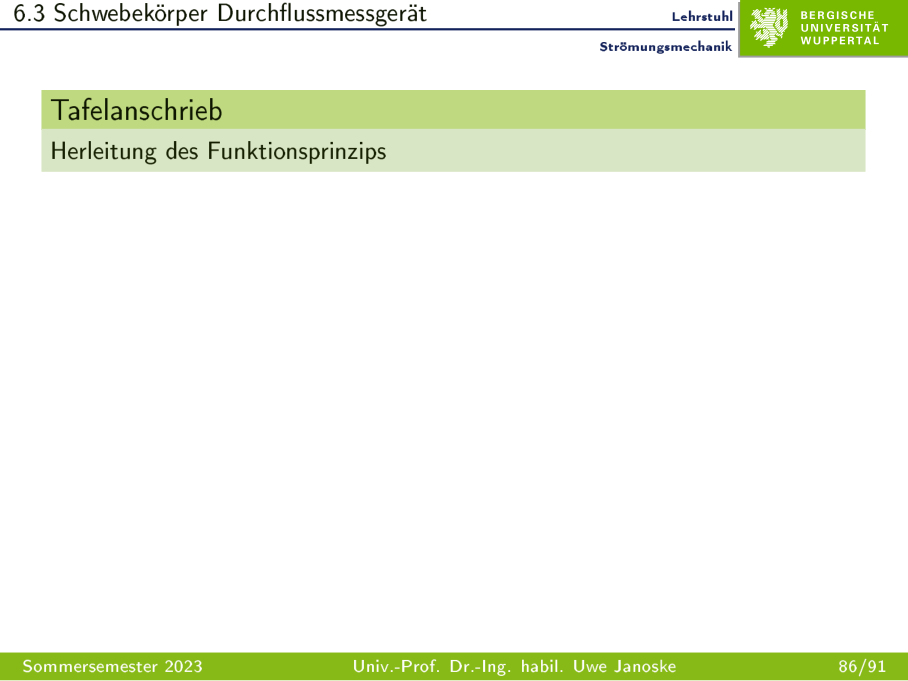 6.3 Schwebekörper Durchflussmessgerät
Lehrstuhl
Strömungsmechanik
BERGISCHE
UNIVERSITÄT
WUPPERTAL
Tafelanschrieb
Herleitung des Funktionsprinzips
Sommersemester 2023
Univ.-Prof. Dr.-Ing. habil. Uwe Janoske
86/91